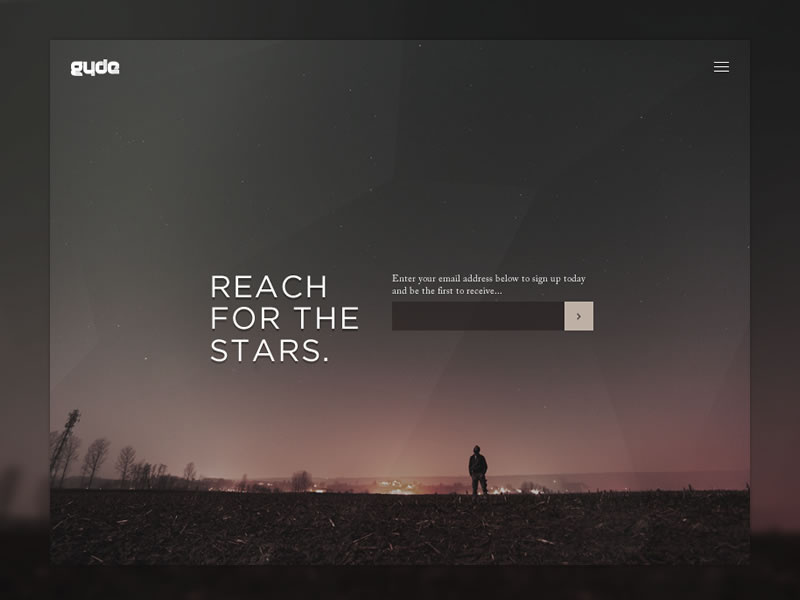 gyde
REACH
FOR THE
STARS.
Enter your email address below to sign up today
and be the first to receive...